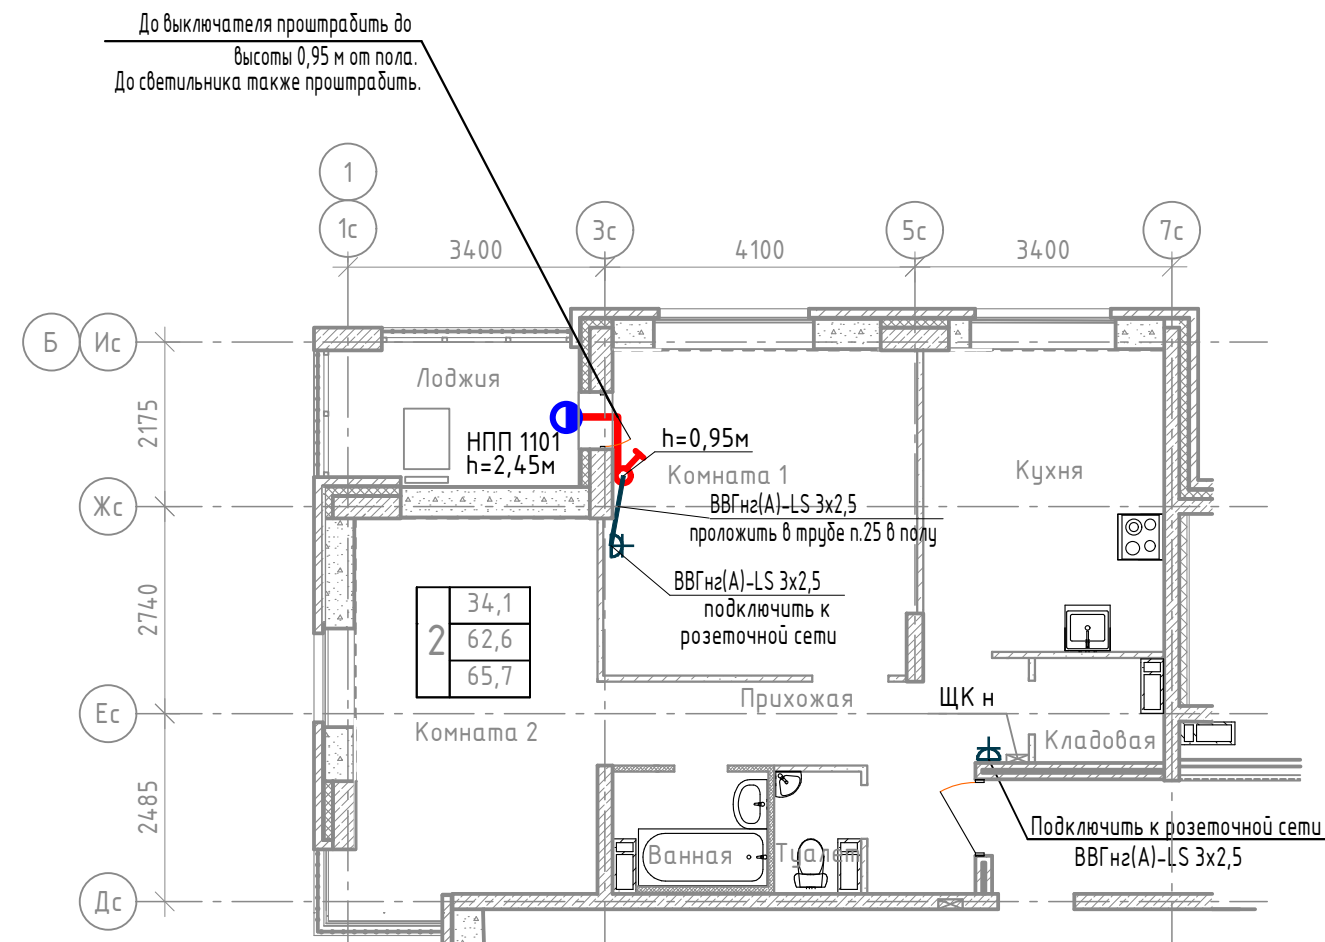 До выключателя проштрабить до
высоты 0,95 м от пола.
До светильника также проштрабить.
1
1с
3с
5с
7с
3400
4100
3400
Б
Ис
Лоджия
2175
НПП 1101
h=2,45м
h=0,95м
Комната 1
Кухня
Жс
ВВГнг(А)-LS 3х2,5
проложить в трубе п.25 в полу
ВВГнг(А)-LS 3х2,5
подключить к
розеточной сети
2740
2
34,1
62,6
65,7
Прихожая
ЩК н
Ес
Комната 2
Кладовая
2485
Подключить к розеточной сети
ВВГнг(А)-LS 3х2,5
Ванная
Туалет
Дс